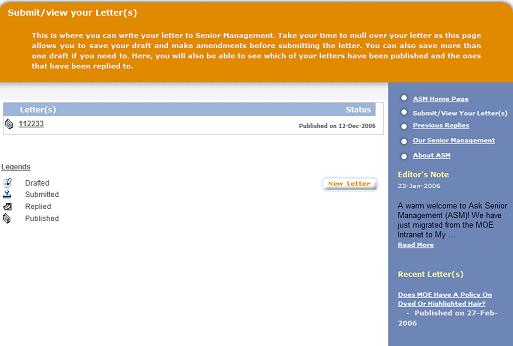 Submit/view your Letter(s)
This is where you can write your letter to Senior Management. Take your time to mull over your letter as this page
allows you to save your draft and make amendments before submitting the letter. You can also save more than
one draft if you need to. Here, you will also be able to see which of your letters have been published and the ones
that have been replied to.
Letter(s) Status
112233 Published on 12-Dec-2006
Legends
Drafted
Submitted
Replied
Published
New Letter
ASM Home Page
Submit/View Your Letter(s)
Previous Replies
Our Senior Management
About ASM
Editor's Note
23-Jan-2006
A warm welcome to Ask Senior
Management (ASM)! We have
just migrated from the MOE
Intranet to My ...
Read More
Recent Letter(s)
Does MOE Have A Policy On
Dyed Or Highlighted Hair?
- Published on 27-Feb-
2006